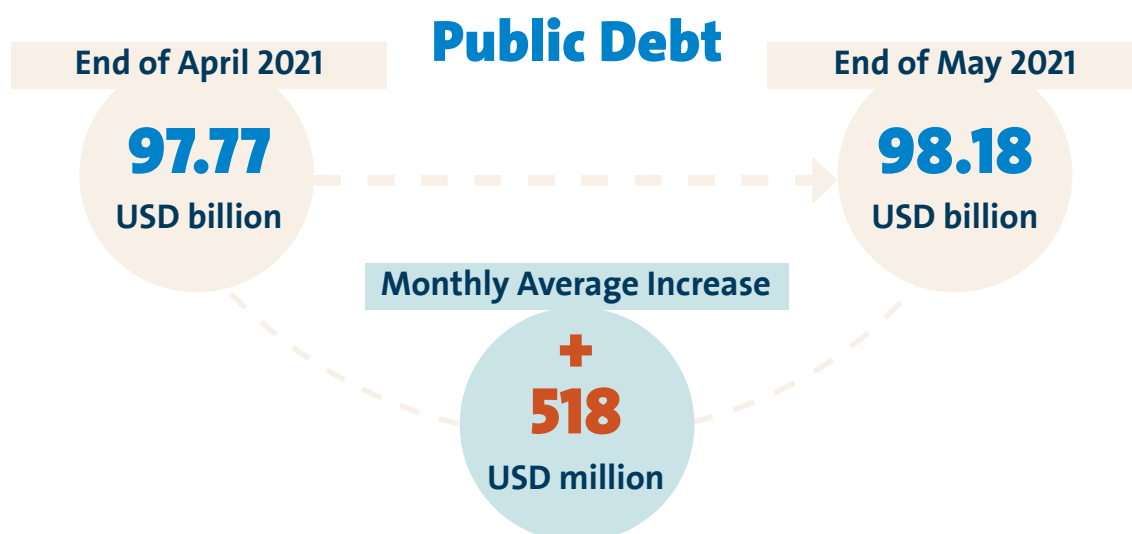 Public Debt
End of April 2021
97.77
USD billion
End of May 2021
98.18
USD billion
Monthly Average Increase
+
518
USD million